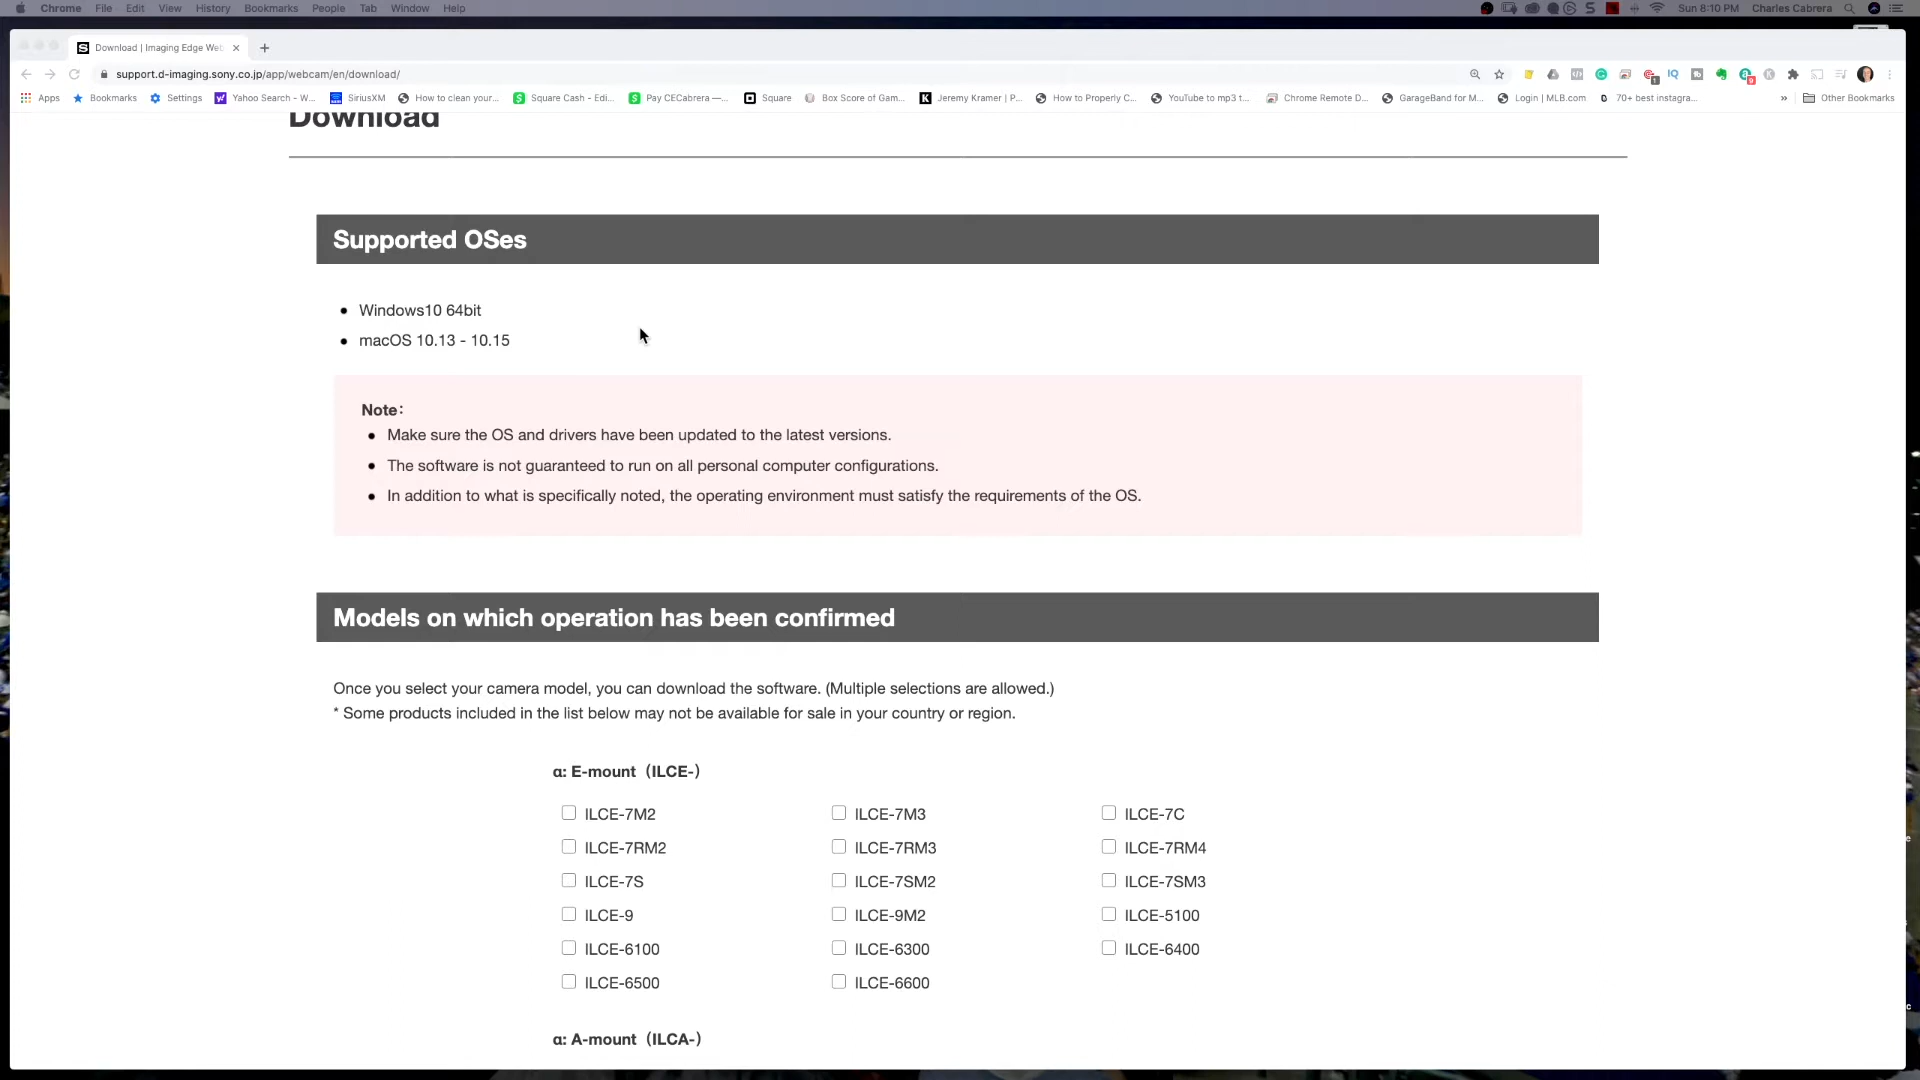 Chrome File Edit View History Bookmarks People Tab Window Help Sun 8:10 PM Charles Cabrera
Download | Imaging Edge Web
support.d-imaging.sony.co.jp/app/webcam/en/download/
Apps Bookmarks Settings Yahoo Search - W... SiriusXM How to clean your... Square Cash - Edi... Pay CECabrera —... Square Box Score of Gam... Jeremy Kramer | P... How to Properly C... YouTube to mp3 t... Chrome Remote D... GarageBand for M... Login | MLB.com 70+ best instagra... » Other Bookmarks
Download
Supported OSes
• Windows10 64bit
• macOS 10.13 - 10.15
Note:
• Make sure the OS and drivers have been updated to the latest versions.
• The software is not guaranteed to run on all personal computer configurations.
• In addition to what is specifically noted, the operating environment must satisfy the requirements of the OS.
Models on which operation has been confirmed
Once you select your camera model, you can download the software. (Multiple selections are allowed.)
* Some products included in the list below may not be available for sale in your country or region.
α: E-mount（ILCE-）
ILCE-7M2 ILCE-7M3 ILCE-7C
ILCE-7RM2 ILCE-7RM3 ILCE-7RM4
ILCE-7S ILCE-7SM2 ILCE-7SM3
ILCE-9 ILCE-9M2 ILCE-5100
ILCE-6100 ILCE-6300 ILCE-6400
ILCE-6500 ILCE-6600
α: A-mount（ILCA-）